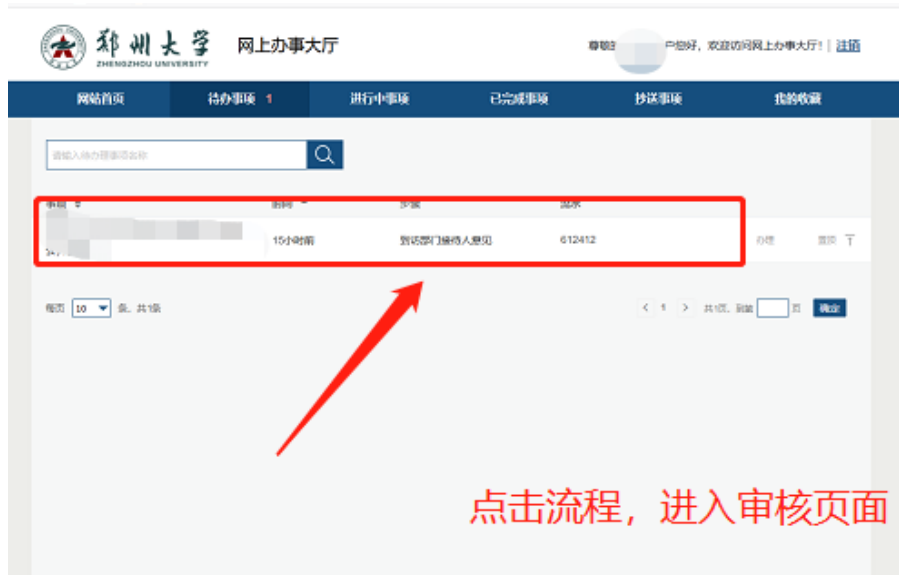 郑州大学 网上办事大厅
ZHENGZHOU UNIVERSITY
户您好，欢迎访问网上办事大厅！| 注销
网站首页 待办事项 1 进行中事项 已完成事项 抄送事项 我的收藏
请输入待办理事项名称
事项 时间 步骤 流水
15小时前 到访部门接待人意见 612412 办理 置顶
每页 10 条，共1条 1 共1页，到第 页 确定
点击流程，进入审核页面